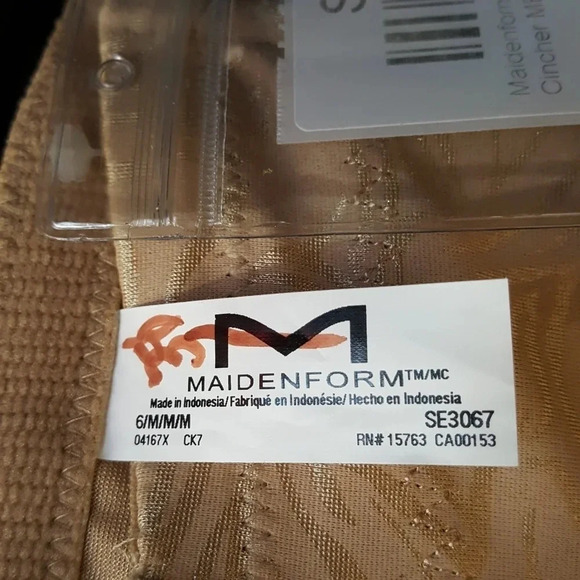 Maidenform
Cincher
M
MAIDENFORM™/MC
Made in Indonesia/ Fabriqué en Indonésie/ Hecho en Indonesia
6/M/M/M SE3067
04167X CK7 RN# 15763 CA00153